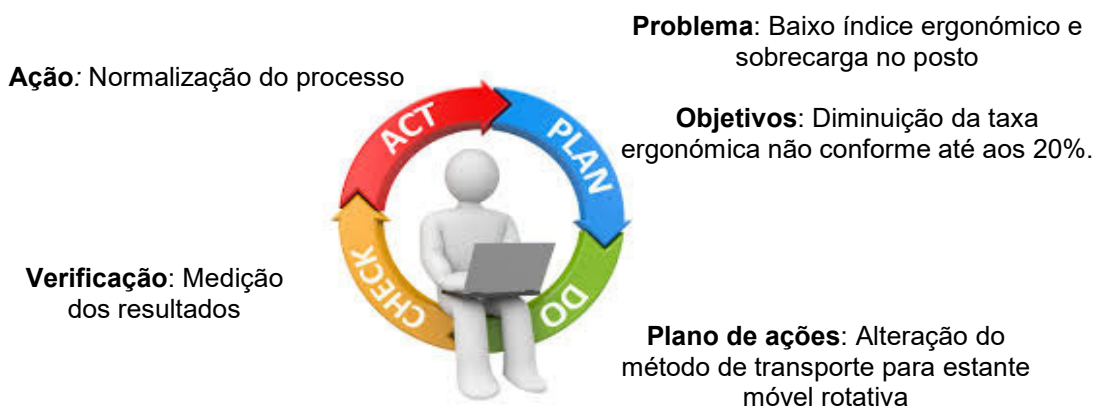 Problema: Baixo índice ergonómico e
sobrecarga no posto
Ação: Normalização do processo
Objetivos: Diminuição da taxa
ergonómica não conforme até aos 20%.
ACT
PLAN
Verificação: Medição
dos resultados
CHECK
DO
Plano de ações: Alteração do
método de transporte para estante
móvel rotativa